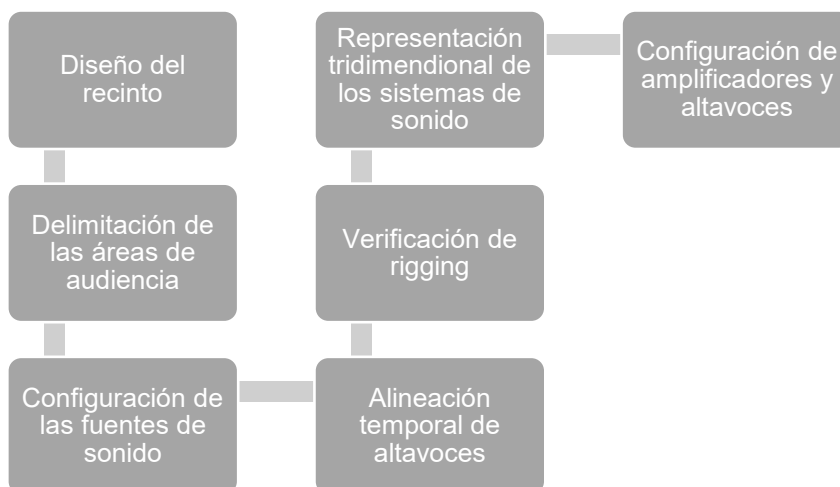 Diseño del
recinto
Delimitación de
las áreas de
audiencia
Configuración de
las fuentes de
sonido
Alineación
temporal de
altavoces
Verificación de
rigging
Representación
tridimendional de
los sistemas de
sonido
Configuración de
amplificadores y
altavoces